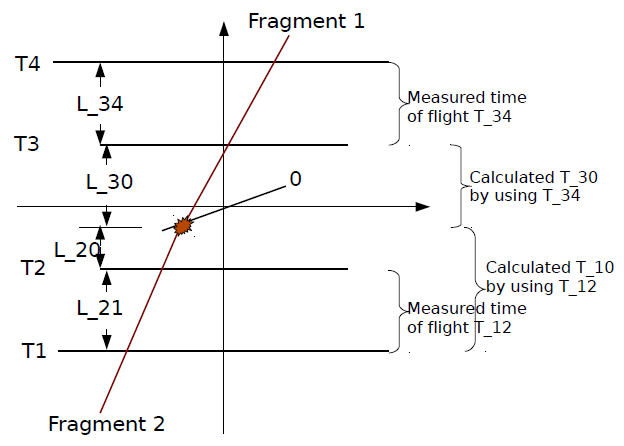 Fragment 1
T4
L_34
Measured time
of flight T_34
T3
L_30
0
Calculated T_30
by using T_34
L_20
T2
Calculated T_10
by using T_12
L_21
Measured time
of flight T_12
T1
Fragment 2